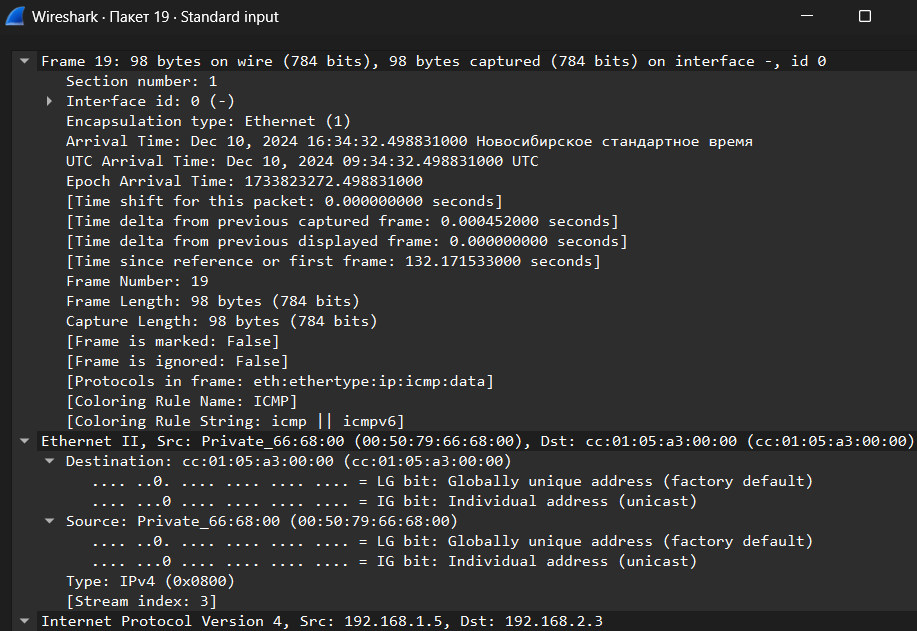 Wireshark · Пакет 19 · Standard input
Frame 19: 98 bytes on wire (784 bits), 98 bytes captured (784 bits) on interface -, id 0
Section number: 1
Interface id: 0 (-)
Encapsulation type: Ethernet (1)
Arrival Time: Dec 10, 2024 16:34:32.498831000 Новосибирское стандартное время
UTC Arrival Time: Dec 10, 2024 09:34:32.498831000 UTC
Epoch Arrival Time: 1733823272.498831000
[Time shift for this packet: 0.000000000 seconds]
[Time delta from previous captured frame: 0.000452000 seconds]
[Time delta from previous displayed frame: 0.000000000 seconds]
[Time since reference or first frame: 132.171533000 seconds]
Frame Number: 19
Frame Length: 98 bytes (784 bits)
Capture Length: 98 bytes (784 bits)
[Frame is marked: False]
[Frame is ignored: False]
[Protocols in frame: eth:ethertype:ip:icmp:data]
[Coloring Rule Name: ICMP]
[Coloring Rule String: icmp || icmpv6]
Ethernet II, Src: Private_66:68:00 (00:50:79:66:68:00), Dst: cc:01:05:a3:00:00 (cc:01:05:a3:00:00)
Destination: cc:01:05:a3:00:00 (cc:01:05:a3:00:00)
.... ..0. .... .... .... .... = LG bit: Globally unique address (factory default)
.... ...0 .... .... .... .... = IG bit: Individual address (unicast)
Source: Private_66:68:00 (00:50:79:66:68:00)
.... ..0. .... .... .... .... = LG bit: Globally unique address (factory default)
.... ...0 .... .... .... .... = IG bit: Individual address (unicast)
Type: IPv4 (0x0800)
[Stream index: 3]
Internet Protocol Version 4, Src: 192.168.1.5, Dst: 192.168.2.3